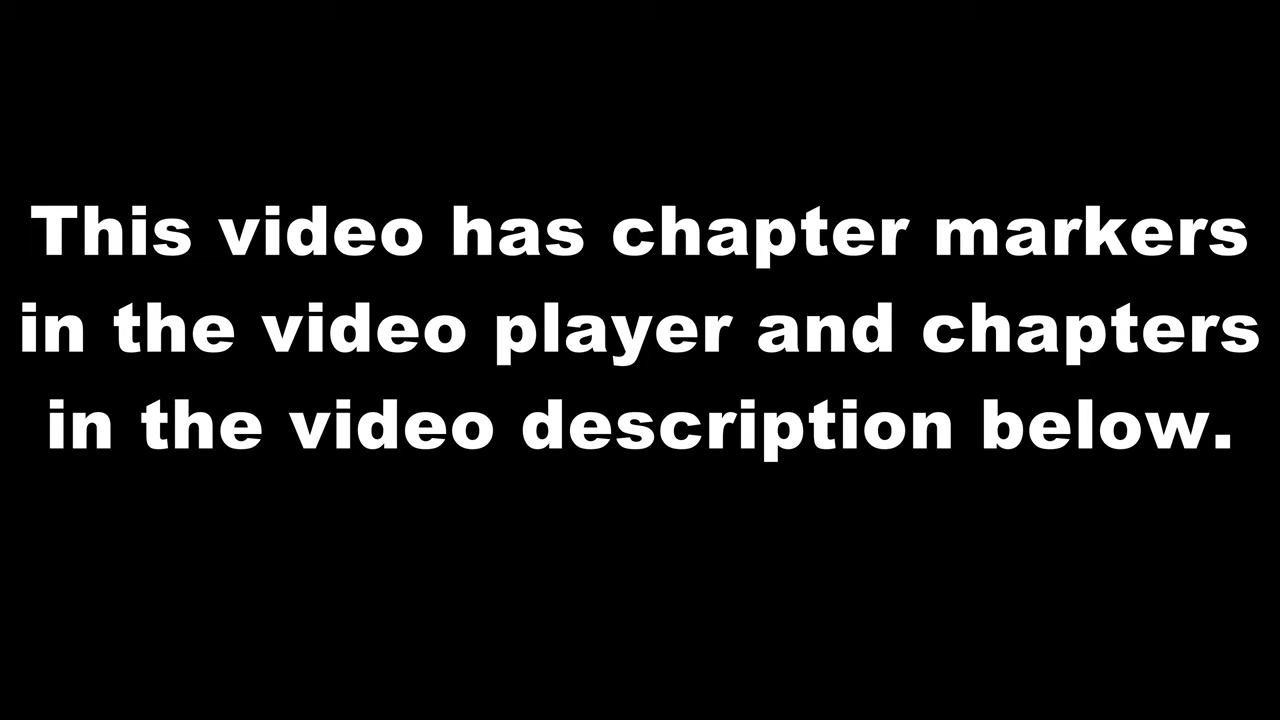 This video has chapter markers
in the video player and chapters
in the video description below.